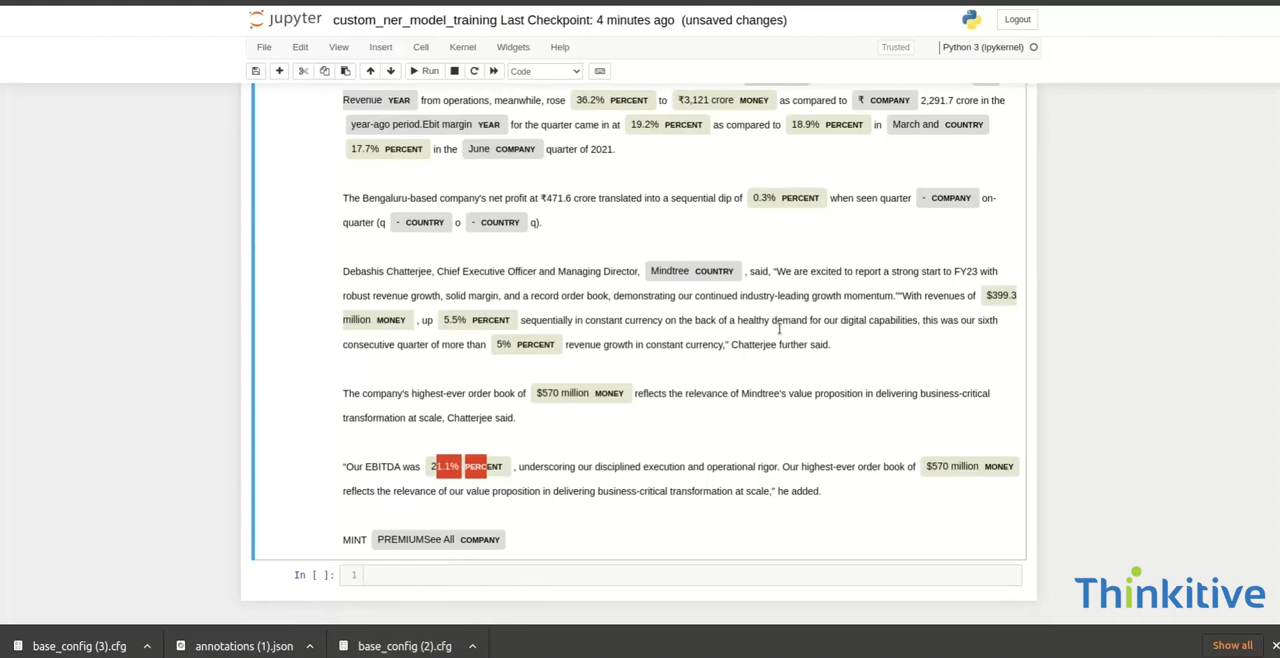 jupyter custom_ner_model_training Last Checkpoint: 4 minutes ago (unsaved changes) Logout
File Edit View Insert Cell Kernel Widgets Help Trusted Python 3 (ipykernel)
Run Code
Revenue YEAR from operations, meanwhile, rose 36.2% PERCENT to ₹3,121 crore MONEY as compared to ₹ COMPANY 2,291.7 crore in the
year-ago period.Ebit margin YEAR for the quarter came in at 19.2% PERCENT as compared to 18.9% PERCENT in March and COUNTRY
17.7% PERCENT in the June COMPANY quarter of 2021.
The Bengaluru-based company's net profit at ₹471.6 crore translated into a sequential dip of 0.3% PERCENT when seen quarter - COMPANY on-
quarter (q - COUNTRY o - COUNTRY q).
Debashis Chatterjee, Chief Executive Officer and Managing Director, Mindtree COUNTRY , said, "We are excited to report a strong start to FY23 with
robust revenue growth, solid margin, and a record order book, demonstrating our continued industry-leading growth momentum.""With revenues of $399.3
million MONEY , up 5.5% PERCENT sequentially in constant currency on the back of a healthy demand for our digital capabilities, this was our sixth
consecutive quarter of more than 5% PERCENT revenue growth in constant currency," Chatterjee further said.
The company's highest-ever order book of $570 million MONEY reflects the relevance of Mindtree's value proposition in delivering business-critical
transformation at scale, Chatterjee said.
"Our EBITDA was 21.1% PERCENT , underscoring our disciplined execution and operational rigor. Our highest-ever order book of $570 million MONEY
reflects the relevance of our value proposition in delivering business-critical transformation at scale," he added.
MINT PREMIUMSee All COMPANY
In [ ]: 1
Thinkitive
base_config (3).cfg annotations (1).json base_config (2).cfg Show all